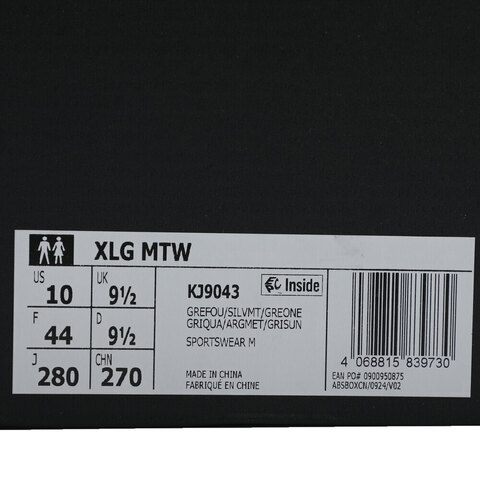 XLG MTW
US 10 UK 9½
F 44 D 9½
J 280 CHN 270
KJ9043 Inside
GREFOU/SILVMT/GREONE
GRIQUA/ARGMET/GRISUN
SPORTSWEAR M
MADE IN CHINA
FABRIQUÉ EN CHINE
4 068815 839730
EAN PO# 0900950875
ABSBOXCN/0924/V02